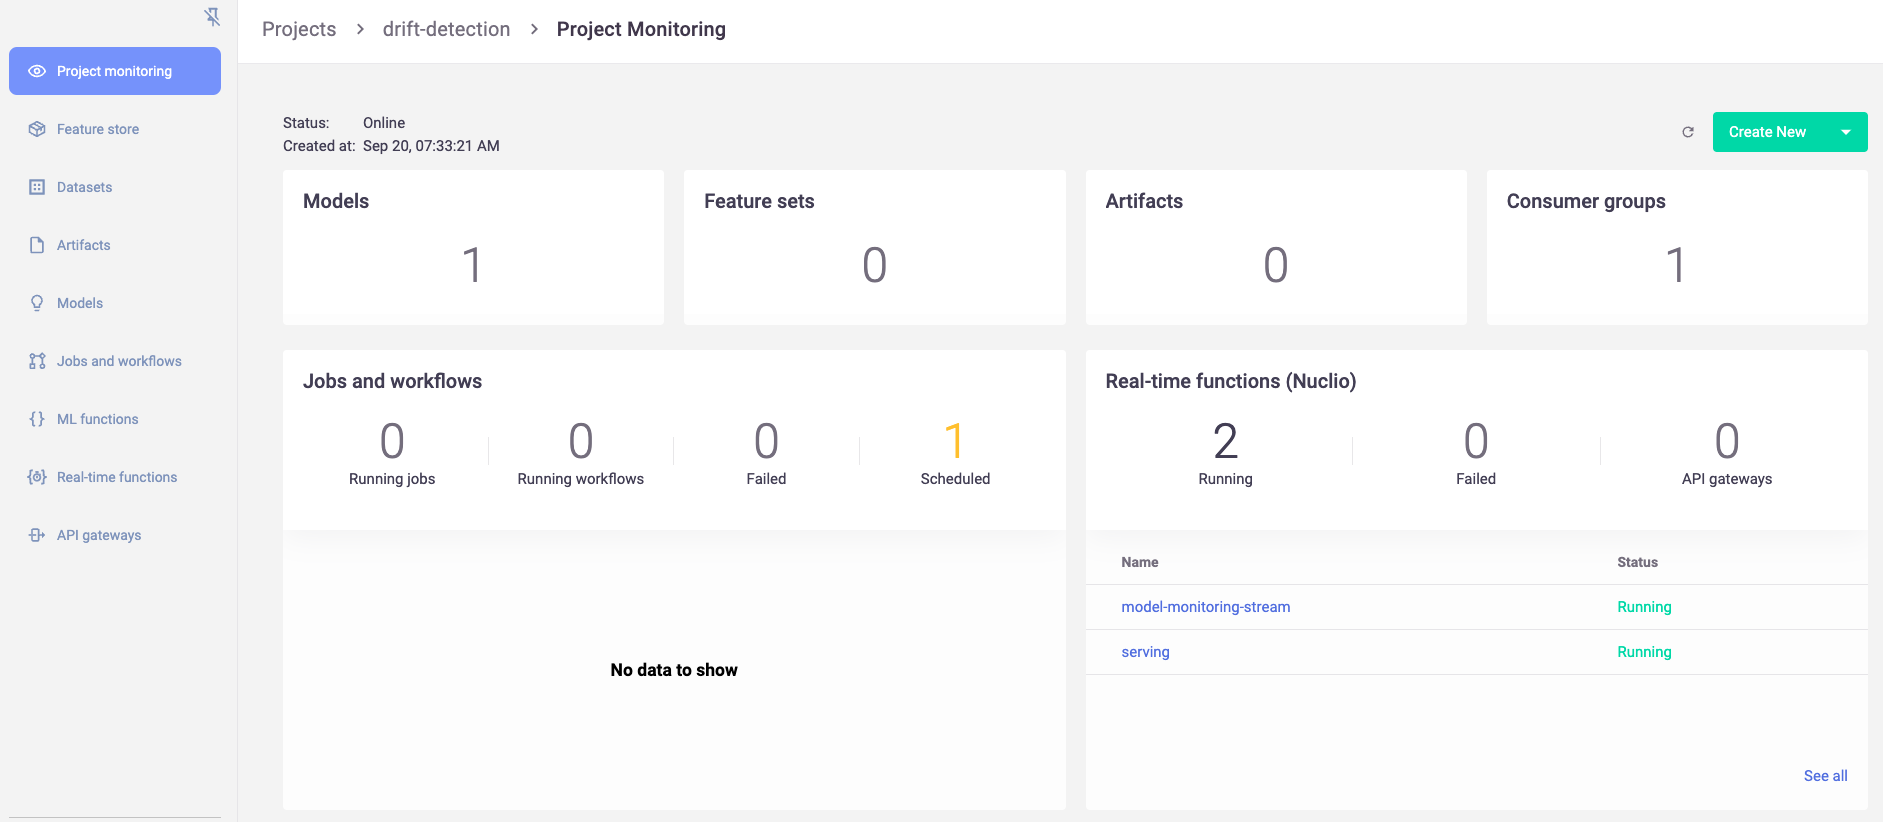 Projects > drift-detection > Project Monitoring
Project monitoring
Feature store
Datasets
Artifacts
Models
Jobs and workflows
ML functions
Real-time functions
API gateways
Status: Online
Created at: Sep 20, 07:33:21 AM
Create New
Models
1
Feature sets
0
Artifacts
0
Consumer groups
1
Jobs and workflows
0
Running jobs
0
Running workflows
0
Failed
1
Scheduled
No data to show
Real-time functions (Nuclio)
2
Running
0
Failed
0
API gateways
Name Status
model-monitoring-stream Running
serving Running
See all